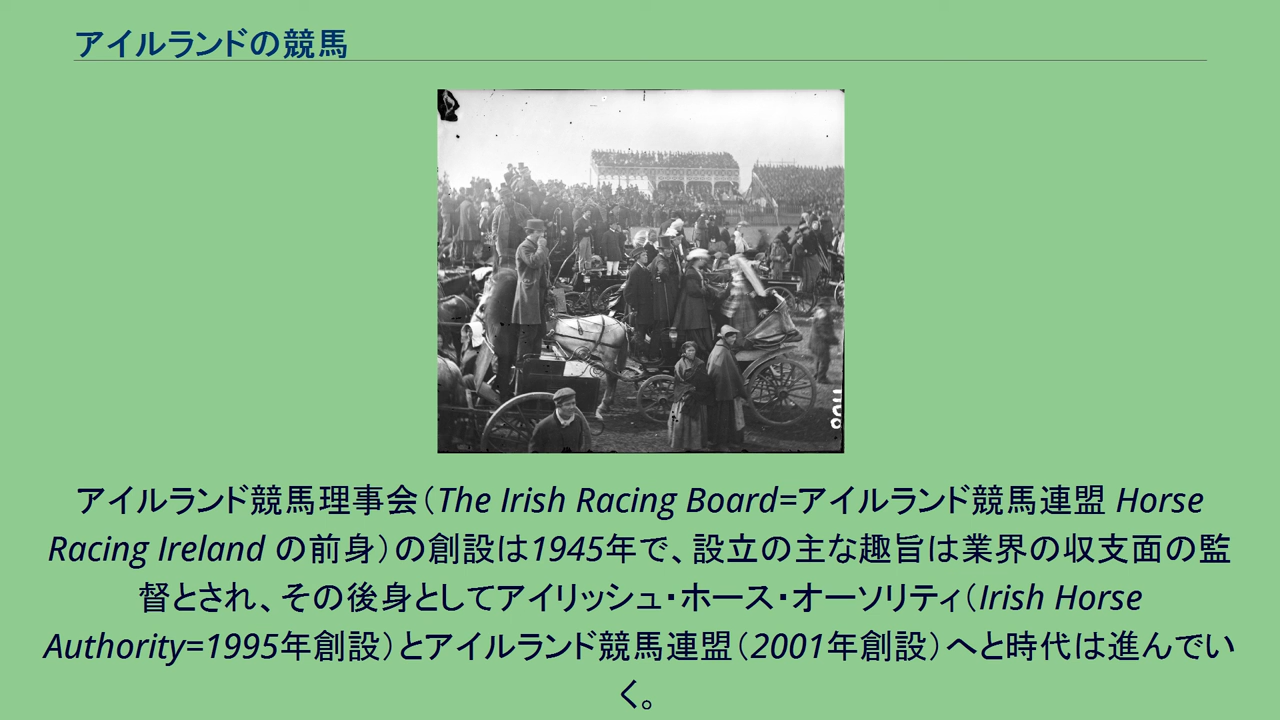 アイルランドの競馬
アイルランド競馬理事会（The Irish Racing Board=アイルランド競馬連盟 Horse
Racing Ireland の前身）の創設は1945年で、設立の主な趣旨は業界の収支面の監
督とされ、その後身としてアイリッシュ・ホース・オーソリティ（Irish Horse
Authority=1995年創設）とアイルランド競馬連盟（2001年創設）へと時代は進んでい
く。